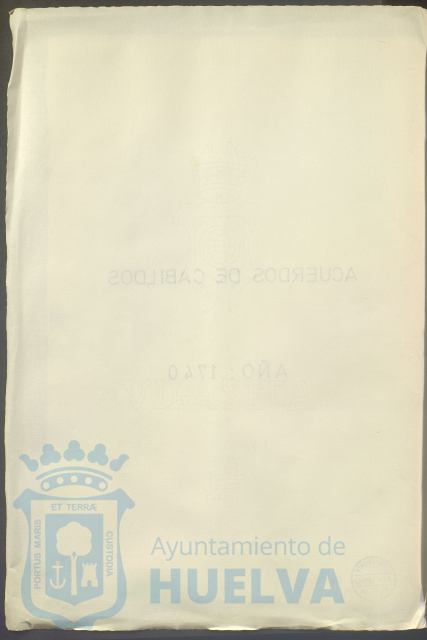 ACUERDOS DE CABILDOS
AÑO : 1740
PORTUS MARIS
ET TERRÆ
CUSTODIA
Ayuntamiento de
HUELVA